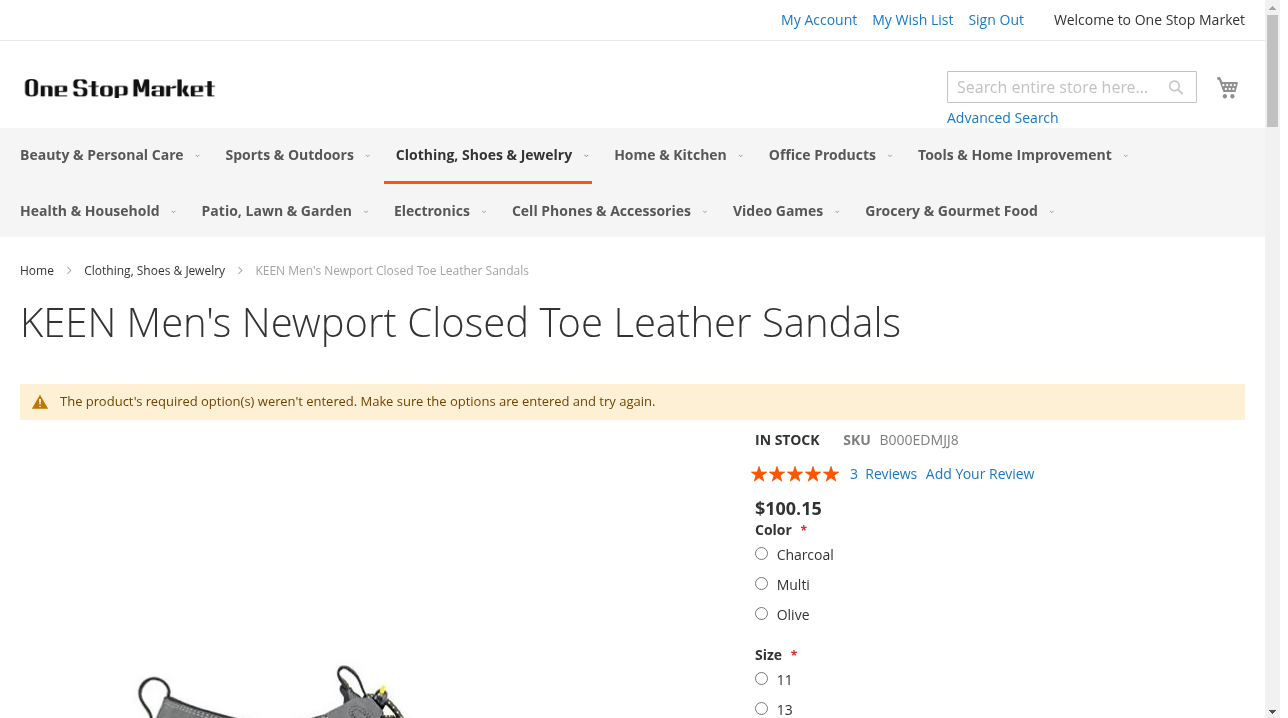 My Account My Wish List Sign Out Welcome to One Stop Market
One Stop Market
Search entire store here...
Advanced Search
Beauty & Personal Care Sports & Outdoors Clothing, Shoes & Jewelry Home & Kitchen Office Products Tools & Home Improvement
Health & Household Patio, Lawn & Garden Electronics Cell Phones & Accessories Video Games Grocery & Gourmet Food
Home Clothing, Shoes & Jewelry KEEN Men's Newport Closed Toe Leather Sandals
KEEN Men's Newport Closed Toe Leather Sandals
The product's required option(s) weren't entered. Make sure the options are entered and try again.
IN STOCK SKU B000EDMJJ8
3 Reviews Add Your Review
$100.15
Color *
Charcoal
Multi
Olive
Size *
11
13